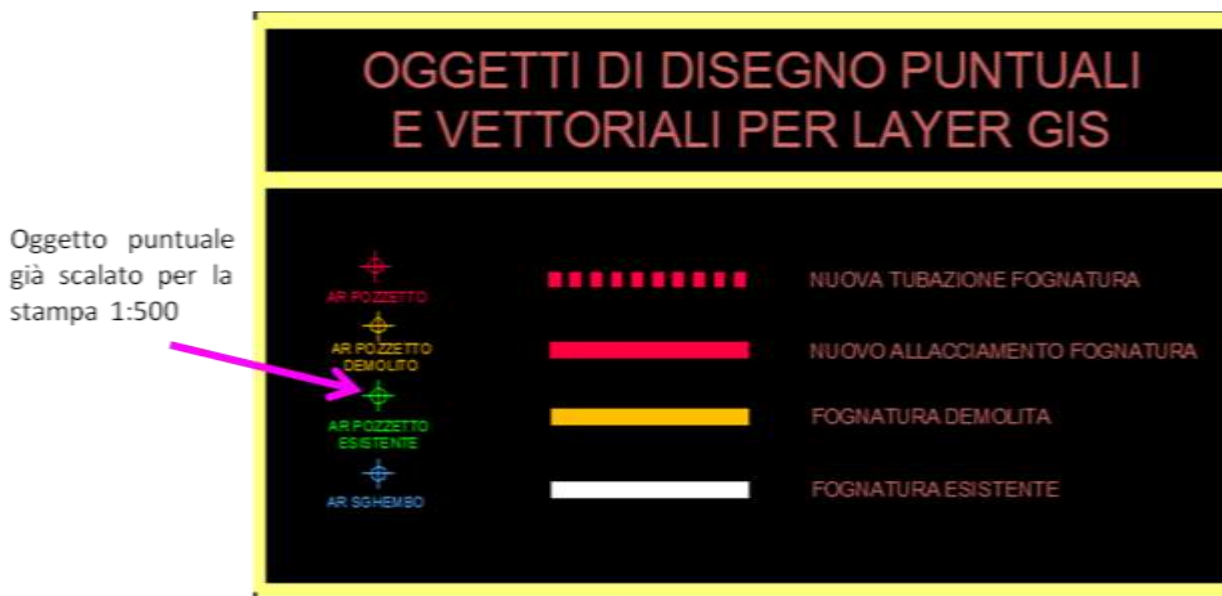 OGGETTI DI DISEGNO PUNTUALI
E VETTORIALI PER LAYER GIS
Oggetto puntuale
già scalato per la
stampa 1:500
AR POZZETTO
NUOVA TUBAZIONE FOGNATURA
AR POZZETTO
DEMOLITO
NUOVO ALLACCIAMENTO FOGNATURA
AR POZZETTO
ESISTENTE
FOGNATURA DEMOLITA
AR SGHEMBO
FOGNATURA ESISTENTE